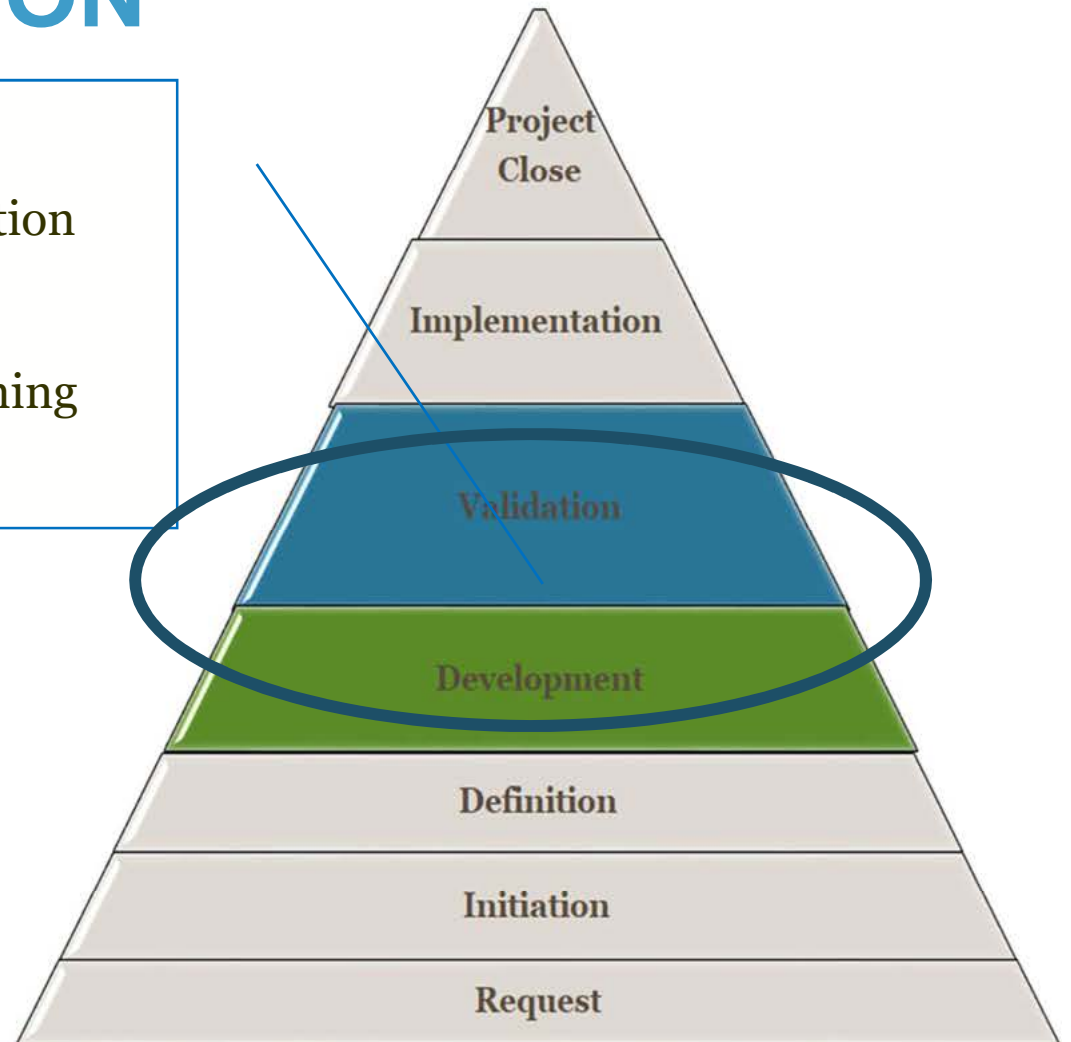 ON
tion
ning
Project
Close
Implementation
Validation
Development
Definition
Initiation
Request